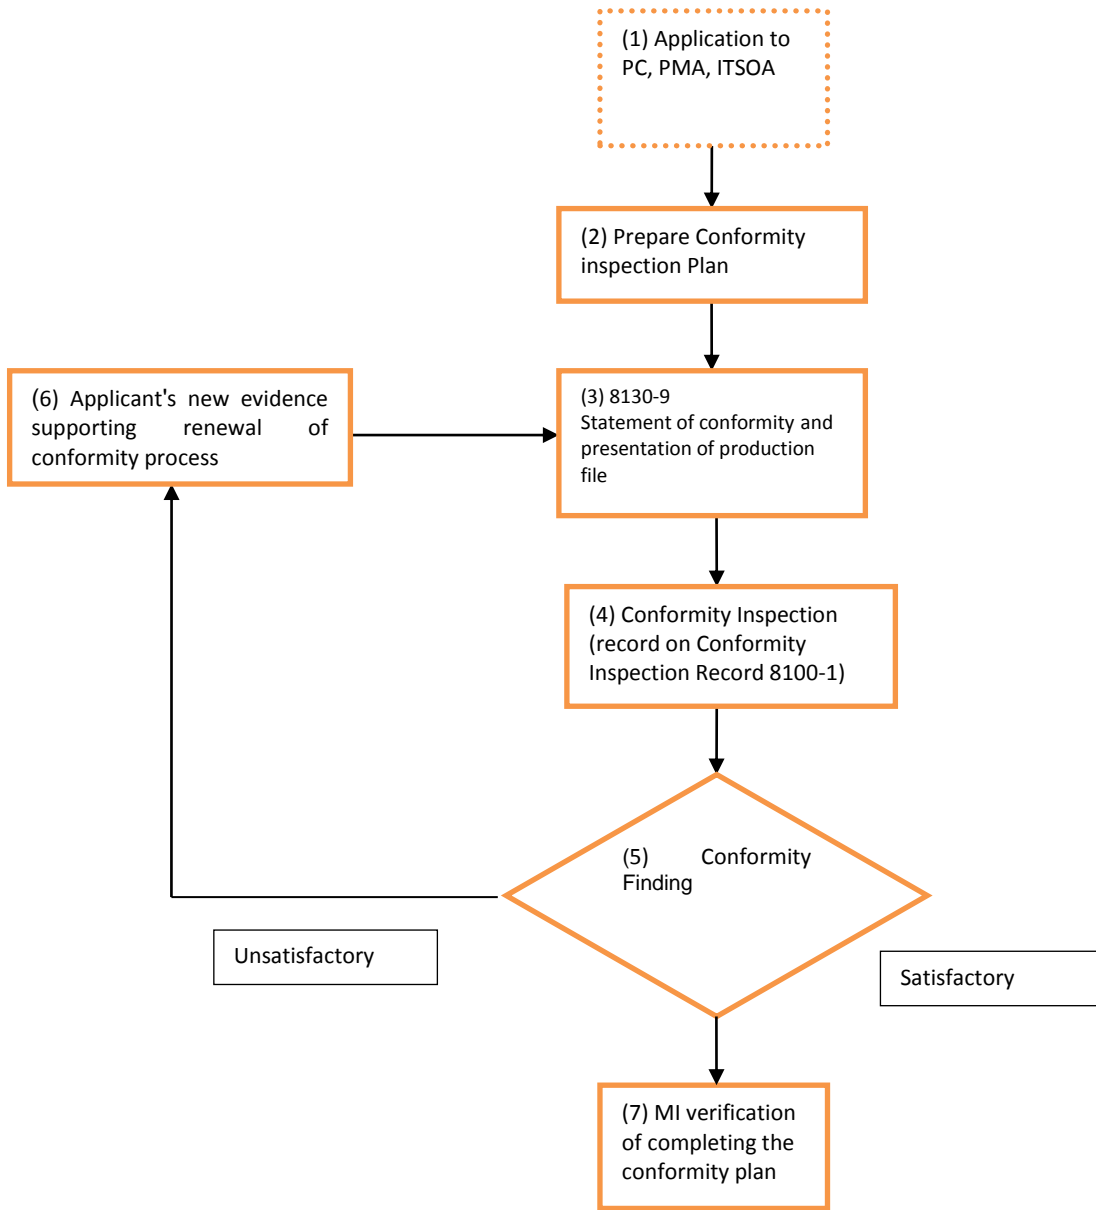 (1) Application to
PC, PMA, ITSOA
(2) Prepare Conformity
inspection Plan
(6) Applicant's new evidence
supporting renewal of
conformity process
(3) 8130-9
Statement of conformity and
presentation of production
file
(4) Conformity Inspection
(record on Conformity
Inspection Record 8100-1)
(5) Conformity
Finding
Unsatisfactory
Satisfactory
(7) MI verification
of completing the
conformity plan